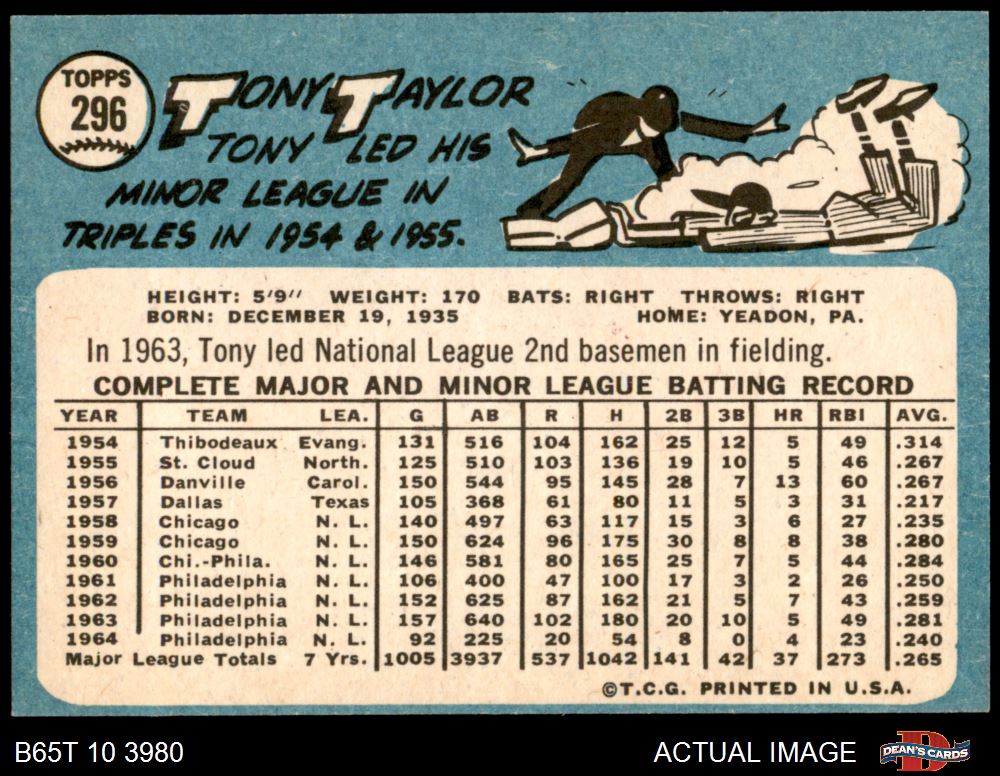 TOPPS
296
TONY TAYLOR
TONY LED HIS
MINOR LEAGUE IN
TRIPLES IN 1954 & 1955.
HEIGHT: 5'9" WEIGHT: 170 BATS: RIGHT THROWS: RIGHT
BORN: DECEMBER 19, 1935 HOME: YEADON, PA.
In 1963, Tony led National League 2nd basemen in fielding.
COMPLETE MAJOR AND MINOR LEAGUE BATTING RECORD
YEAR TEAM LEA. G AB R H 2B 3B HR RBI AVG.
1954 Thibodeaux Evang. 131 516 104 162 25 12 5 49 .314
1955 St. Cloud North. 125 510 103 136 19 10 5 46 .267
1956 Danville Carol. 150 544 95 145 28 7 13 60 .267
1957 Dallas Texas 105 368 61 80 11 5 3 31 .217
1958 Chicago N. L. 140 497 63 117 15 3 6 27 .235
1959 Chicago N. L. 150 624 96 175 30 8 8 38 .280
1960 Chi.-Phila. N. L. 146 581 80 165 25 7 5 44 .284
1961 Philadelphia N. L. 106 400 47 100 17 3 2 26 .250
1962 Philadelphia N. L. 152 625 87 162 21 5 7 43 .259
1963 Philadelphia N. L. 157 640 102 180 20 10 5 49 .281
1964 Philadelphia N. L. 92 225 20 54 8 0 4 23 .240
Major League Totals 7 Yrs. 1005 3937 537 1042 141 42 37 273 .265
©T.C.G. PRINTED IN U.S.A.
B65T 10 3980 ACTUAL IMAGE DEAN'S CARDS